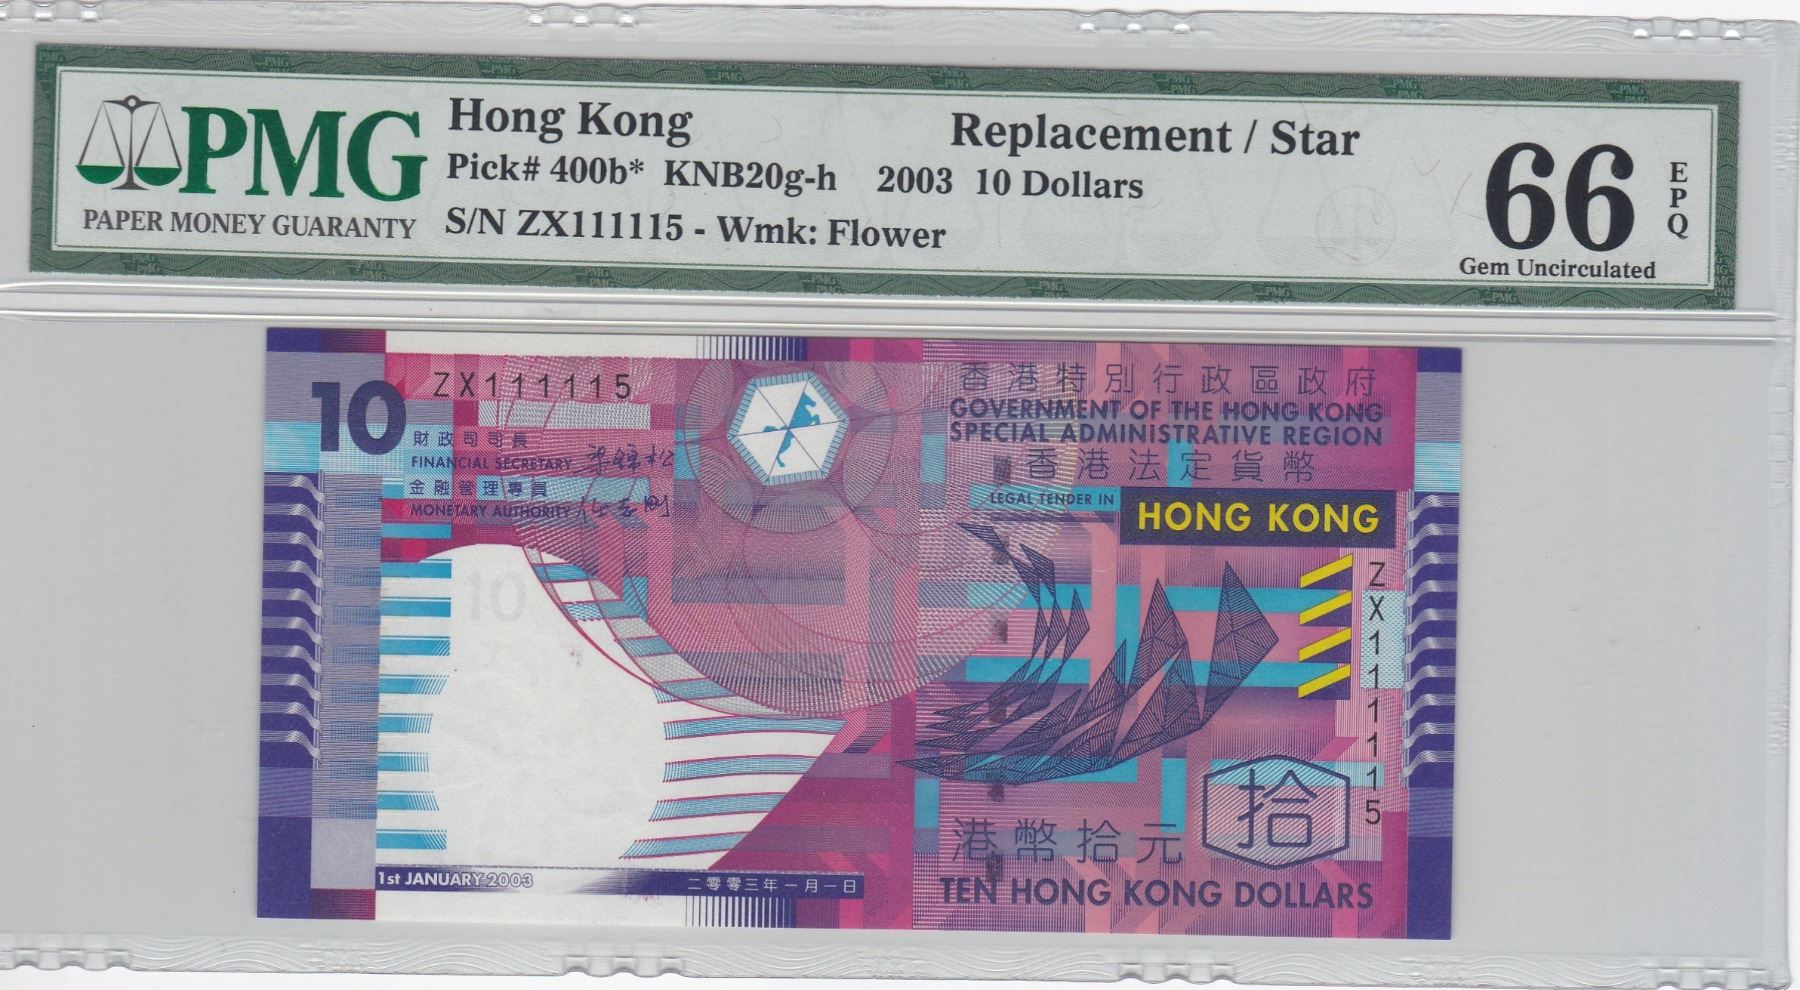 PMG
PAPER MONEY GUARANTY
Hong Kong
Replacement / Star
Pick# 400b* KNB20g-h 2003 10 Dollars
S/N ZX111115 - Wmk: Flower
66
EPQ
Gem Uncirculated
10
ZX111115
財政司司長
FINANCIAL SECRETARY
金融管理專員
MONETARY AUTHORITY
香港特別行政區政府
GOVERNMENT OF THE HONG KONG
SPECIAL ADMINISTRATIVE REGION
香港法定貨幣
LEGAL TENDER IN
HONG KONG
10
ZX111115
拾
港幣拾元
TEN HONG KONG DOLLARS
1st JANUARY 2003
二零零三年一月一日